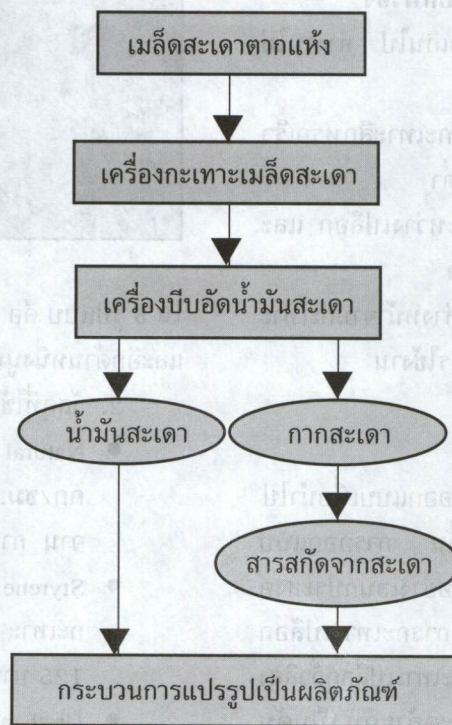 เมล็ดสะเดาตากแห้ง
เครื่องกะเทาะเมล็ดสะเดา
เครื่องบีบอัดน้ำมันสะเดา
น้ำมันสะเดา
กากสะเดา
สารสกัดจากสะเดา
กระบวนการแปรรูปเป็นผลิตภัณฑ์